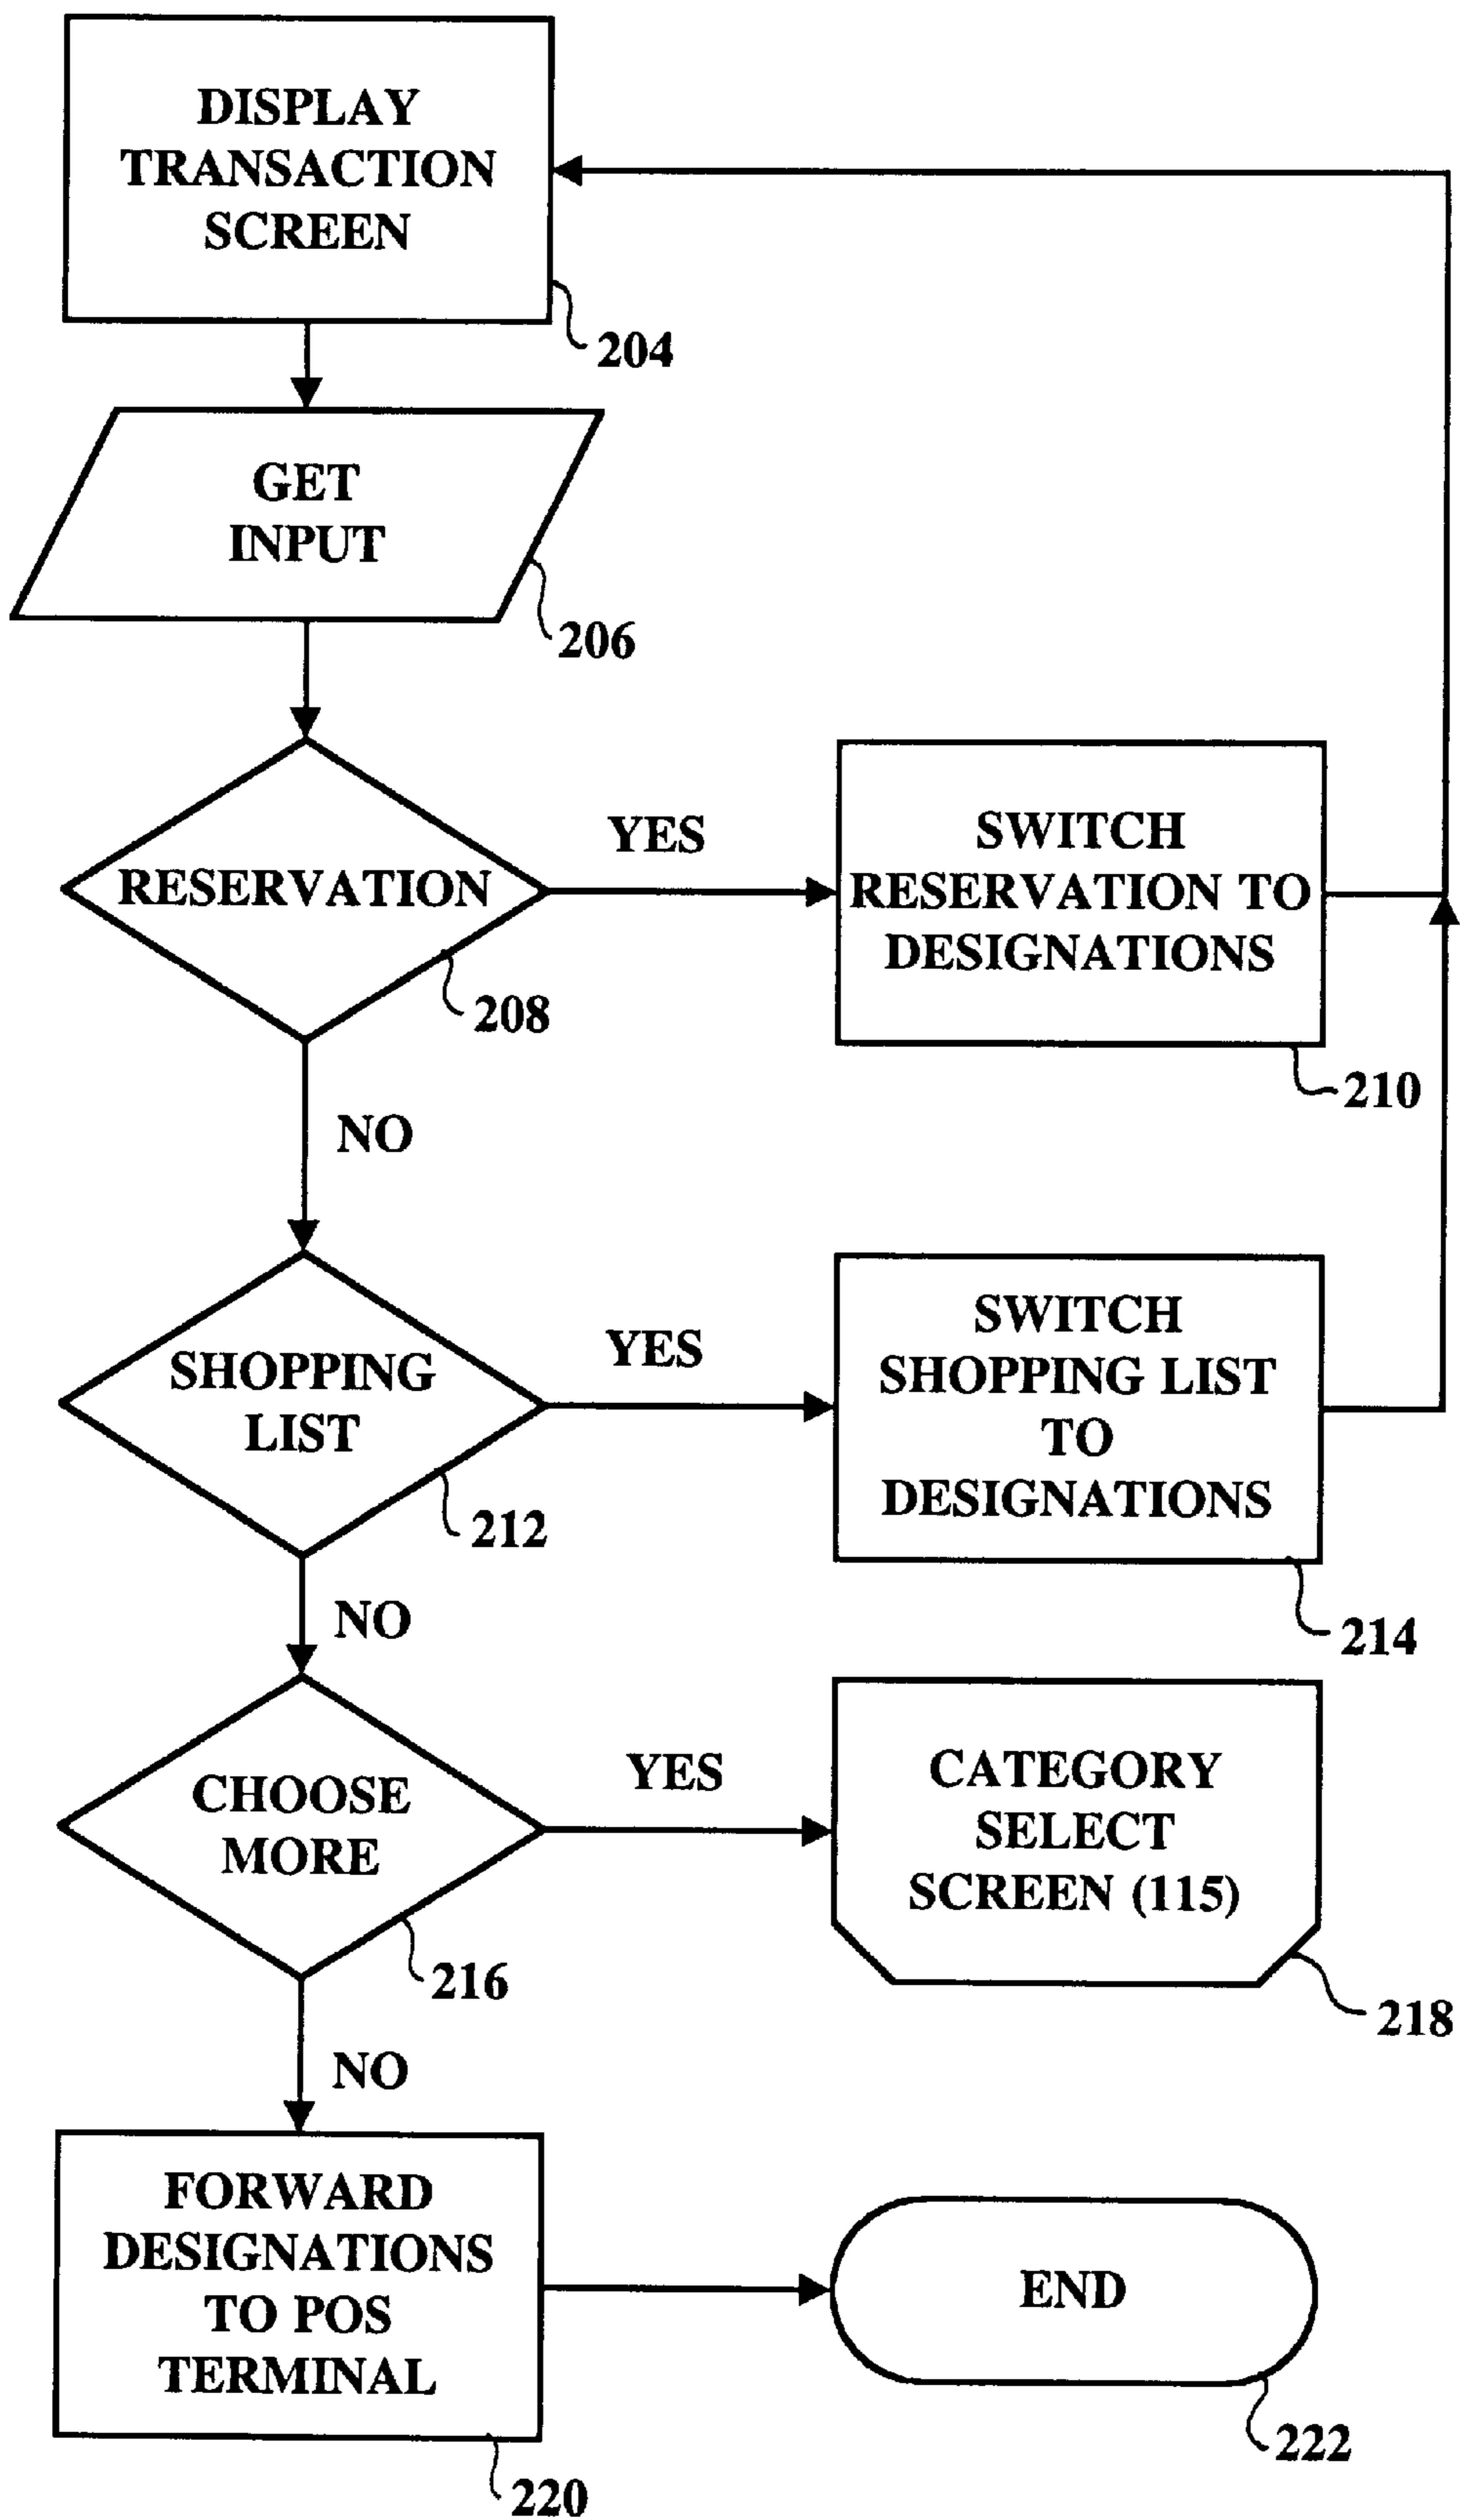 DISPLAY
TRANSACTION
SCREEN
204
GET
INPUT
206
RESERVATION
208
YES
SWITCH
RESERVATION TO
DESIGNATIONS
210
NO
SHOPPING
LIST
212
YES
SWITCH
SHOPPING LIST
TO
DESIGNATIONS
214
NO
CHOOSE
MORE
216
YES
CATEGORY
SELECT
SCREEN (115)
218
NO
FORWARD
DESIGNATIONS
TO POS
TERMINAL
220
END
222